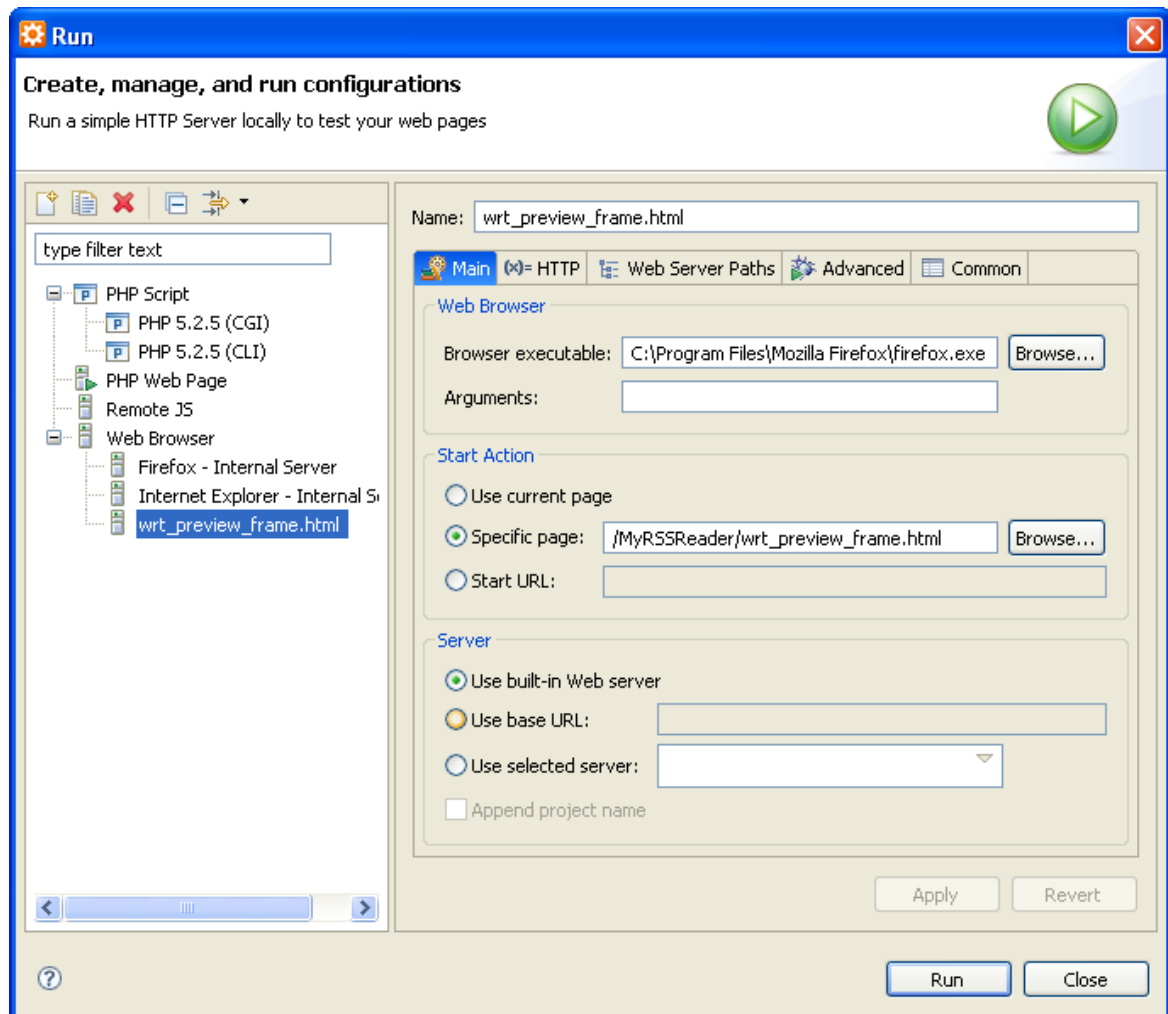 Run
Create, manage, and run configurations
Run a simple HTTP Server locally to test your web pages
type filter text
PHP Script
PHP 5.2.5 (CGI)
PHP 5.2.5 (CLI)
PHP Web Page
Remote JS
Web Browser
Firefox - Internal Server
Internet Explorer - Internal S
wrt_preview_frame.html
Name: wrt_preview_frame.html
Main (x)= HTTP Web Server Paths Advanced Common
Web Browser
Browser executable: C:\Program Files\Mozilla Firefox\firefox.exe Browse...
Arguments:
Start Action
Use current page
Specific page: /MyRSSReader/wrt_preview_frame.html Browse...
Start URL:
Server
Use built-in Web server
Use base URL:
Use selected server:
Append project name
Apply Revert
Run Close